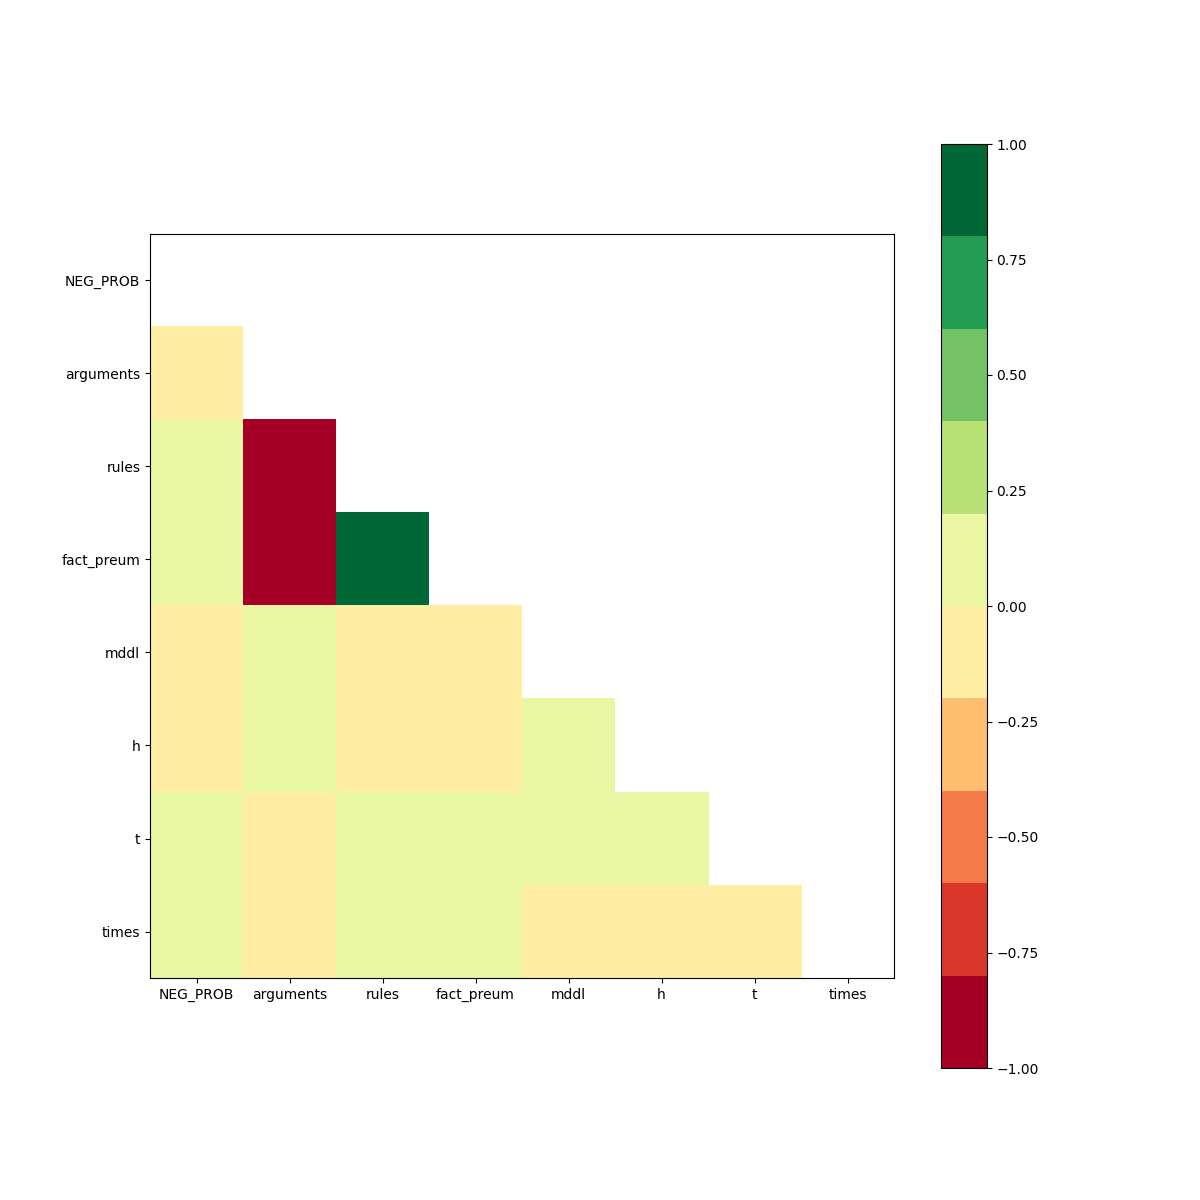 NEG_PROB
arguments
rules
fact_preum
mddl
h
t
times
NEG_PROB arguments rules fact_preum mddl h t times
1.00
0.75
0.50
0.25
0.00
−0.25
−0.50
−0.75
−1.00